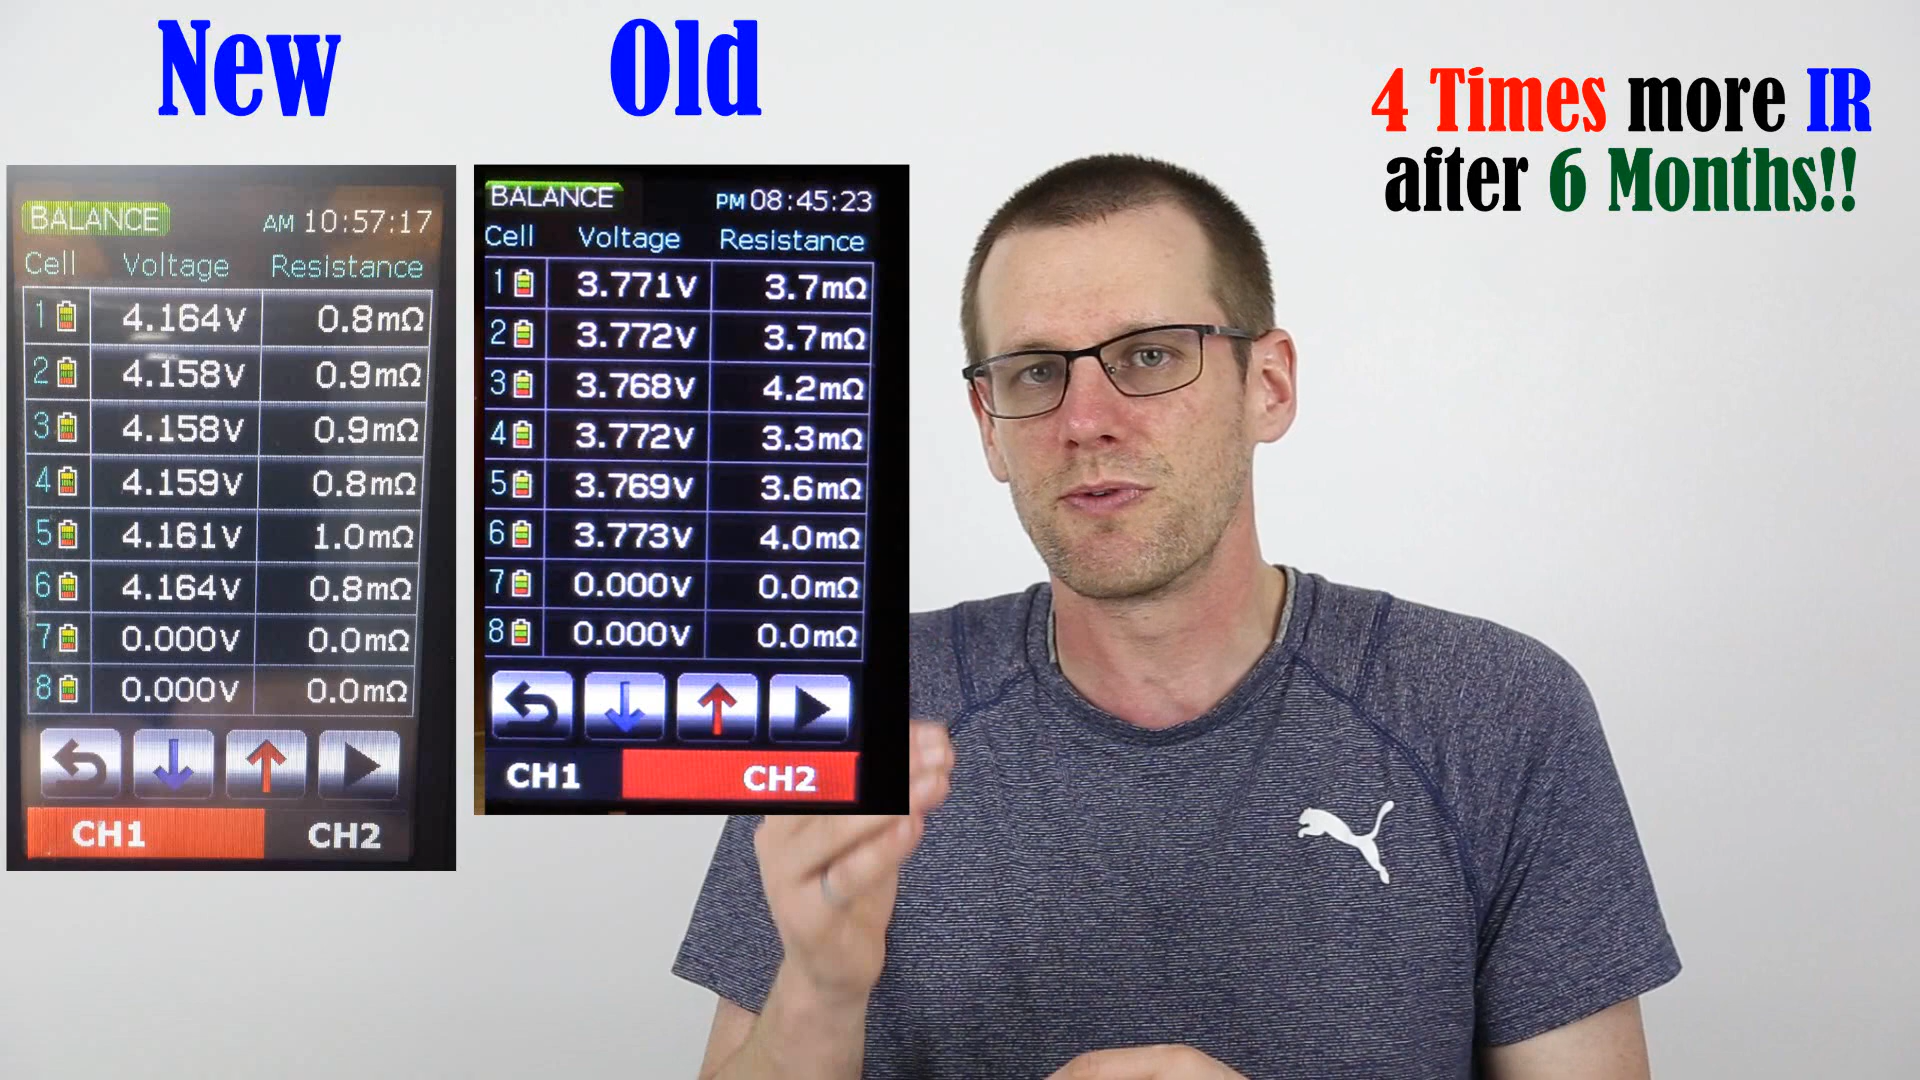 New
Old
4 Times more IR
after 6 Months!!
BALANCE AM 10:57:17
Cell Voltage Resistance
1 4.164V 0.8mΩ
2 4.158V 0.9mΩ
3 4.158V 0.9mΩ
4 4.159V 0.8mΩ
5 4.161V 1.0mΩ
6 4.164V 0.8mΩ
7 0.000V 0.0mΩ
8 0.000V 0.0mΩ
CH1 CH2
BALANCE PM 08:45:23
Cell Voltage Resistance
1 3.771V 3.7mΩ
2 3.772V 3.7mΩ
3 3.768V 4.2mΩ
4 3.772V 3.3mΩ
5 3.769V 3.6mΩ
6 3.773V 4.0mΩ
7 0.000V 0.0mΩ
8 0.000V 0.0mΩ
CH1 CH2